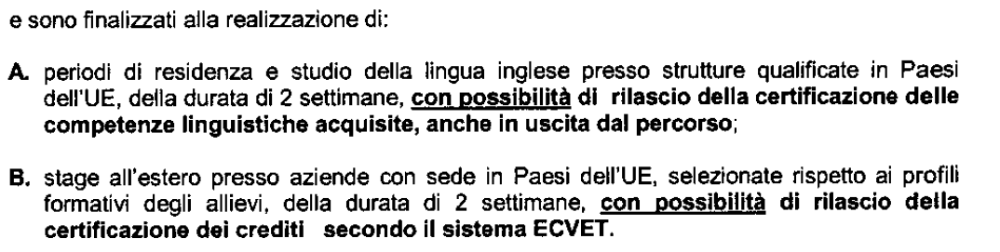 e sono finalizzati alla realizzazione di:
A. periodi di residenza e studio della lingua inglese presso strutture qualificate in Paesi
dell'UE, della durata di 2 settimane, con possibilità di rilascio della certificazione delle
competenze linguistiche acquisite, anche in uscita dal percorso;
B. stage all'estero presso aziende con sede in Paesi dell'UE, selezionate rispetto ai profili
formativi degli allievi, della durata di 2 settimane, con possibilità di rilascio della
certificazione dei crediti secondo il sistema ECVET.